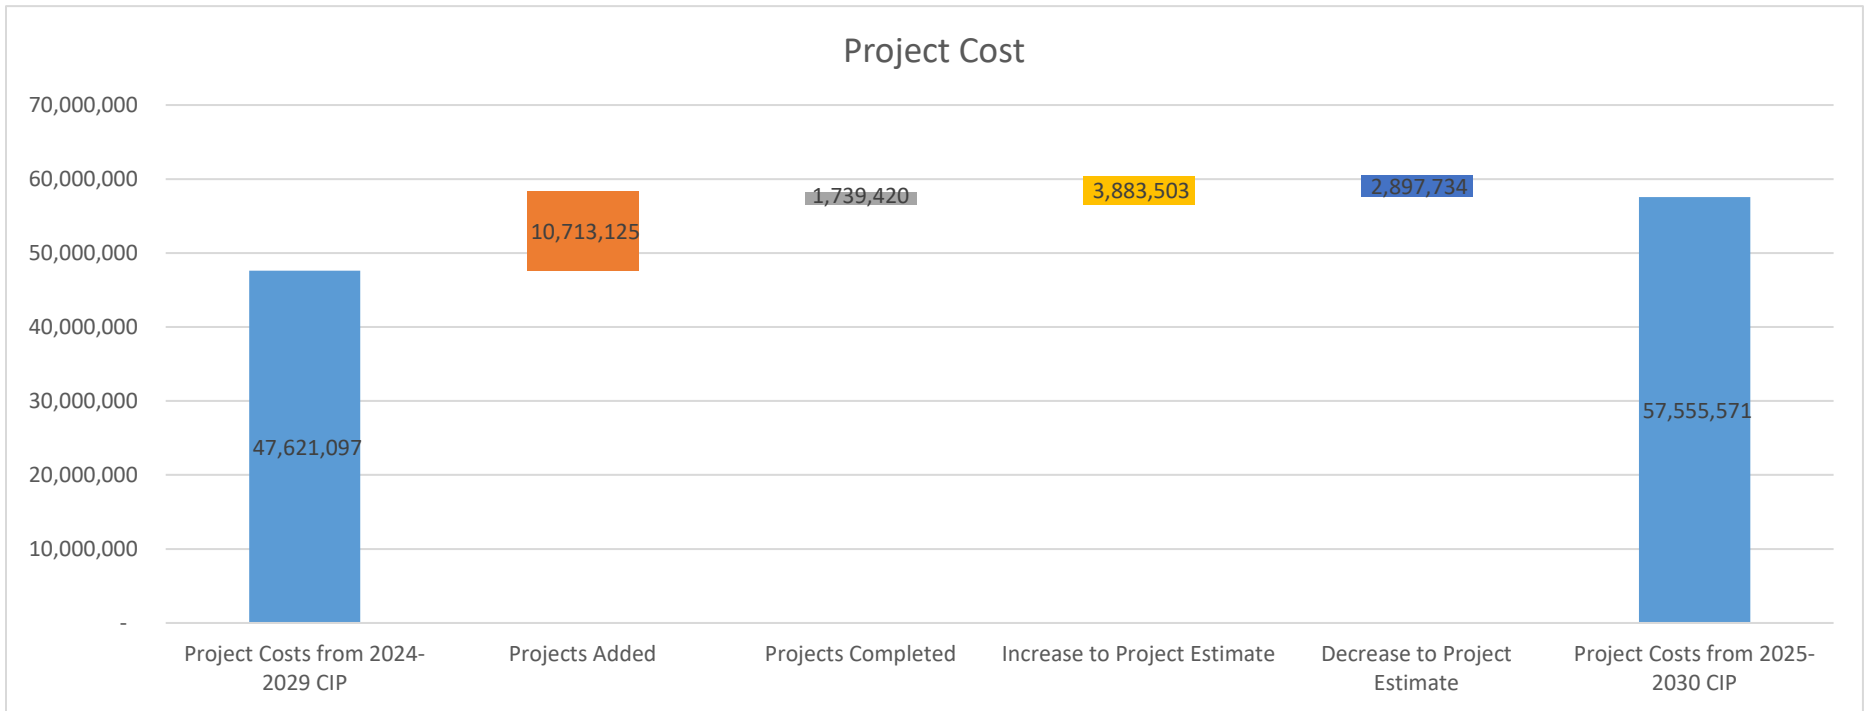 Project Cost
70,000,000
60,000,000
50,000,000
40,000,000
30,000,000
20,000,000
10,000,000
-
47,621,097
10,713,125
1,739,420
3,883,503
2,897,734
57,555,571
Project Costs from 2024-
2029 CIP
Projects Added
Projects Completed
Increase to Project Estimate
Decrease to Project
Estimate
Project Costs from 2025-
2030 CIP